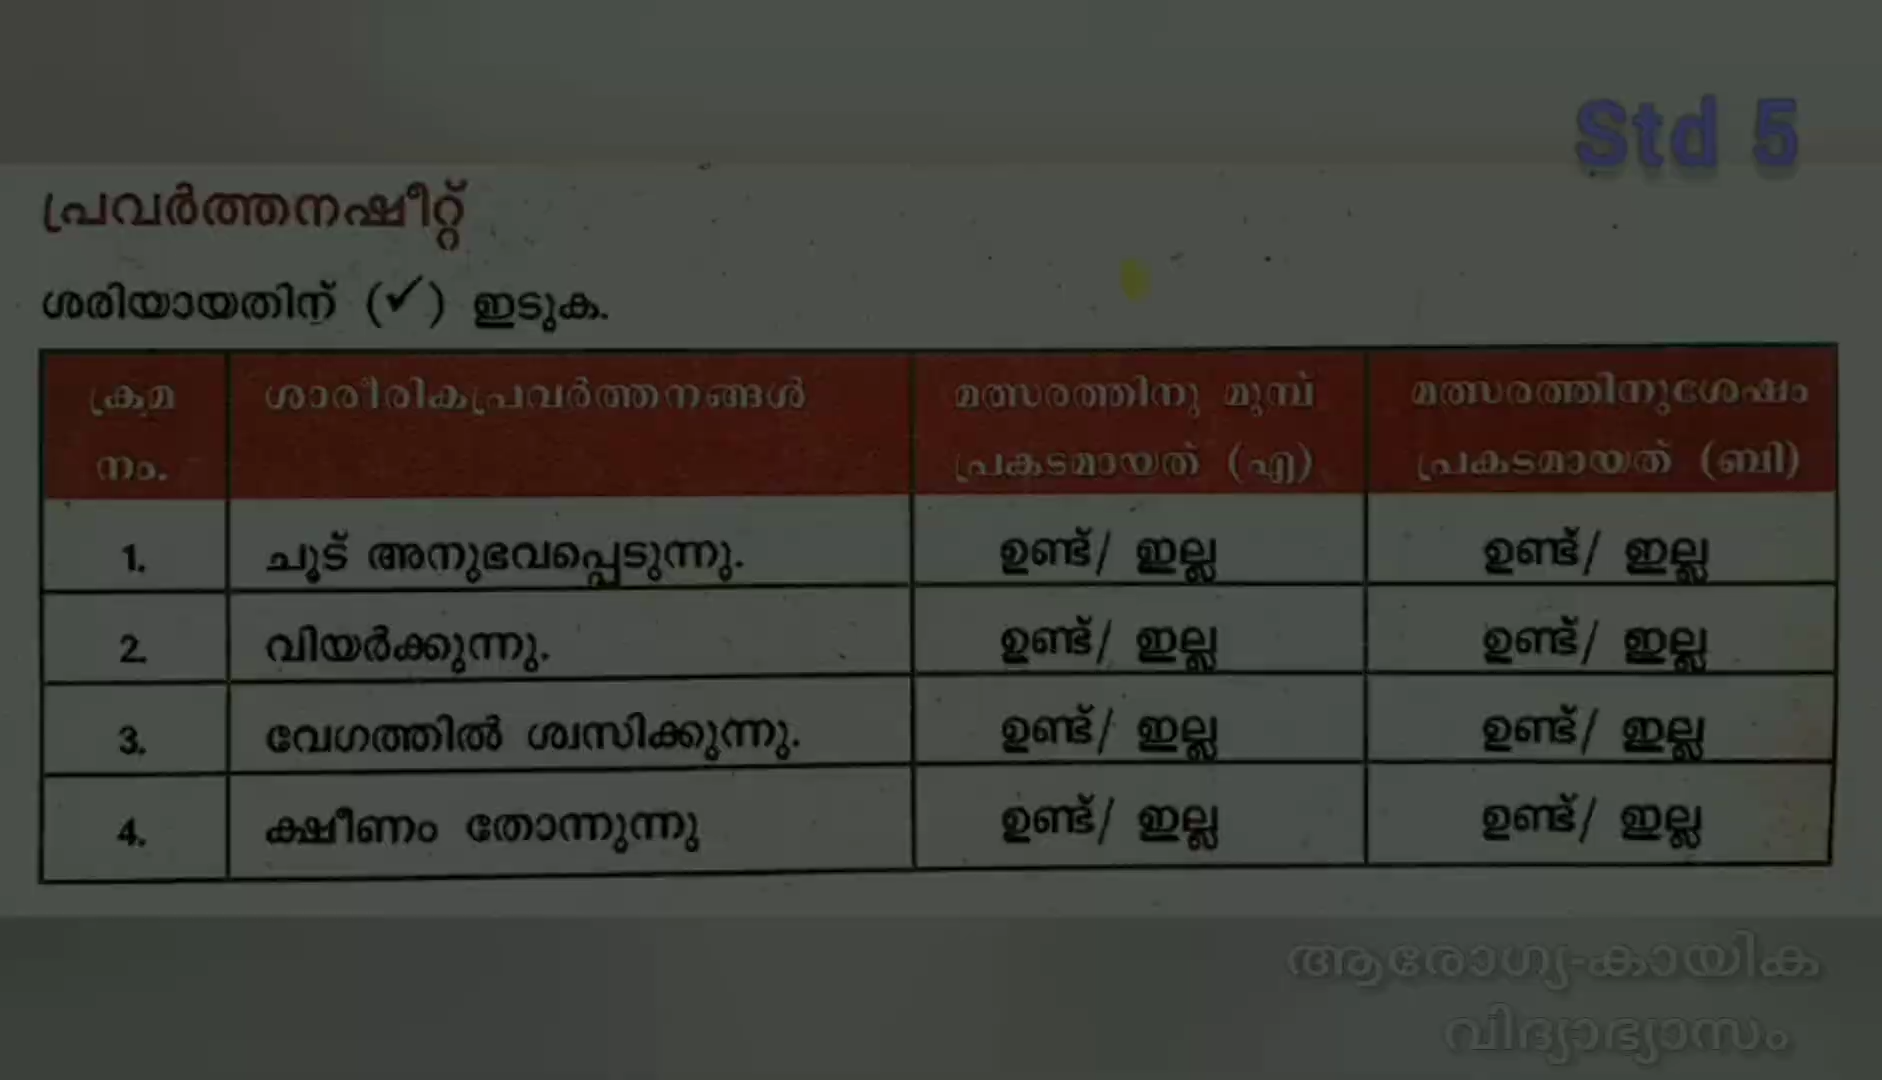 Std 5
പ്രവർത്തനഷീറ്റ്
ശരിയായതിന് (✓) ഇടുക.
ക്രമ നം. ശാരീരികപ്രവർത്തനങ്ങൾ മത്സരത്തിനു മുമ്പ് പ്രകടമായത് (എ) മത്സരത്തിനുശേഷം പ്രകടമായത് (ബി)
1. ചൂട് അനുഭവപ്പെടുന്നു. ഉണ്ട്/ ഇല്ല ഉണ്ട്/ ഇല്ല
2. വിയർക്കുന്നു. ഉണ്ട്/ ഇല്ല ഉണ്ട്/ ഇല്ല
3. വേഗത്തിൽ ശ്വസിക്കുന്നു. ഉണ്ട്/ ഇല്ല ഉണ്ട്/ ഇല്ല
4. ക്ഷീണം തോന്നുന്നു ഉണ്ട്/ ഇല്ല ഉണ്ട്/ ഇല്ല
ആരോഗ്യ-കായിക
വിദ്യാഭ്യാസം